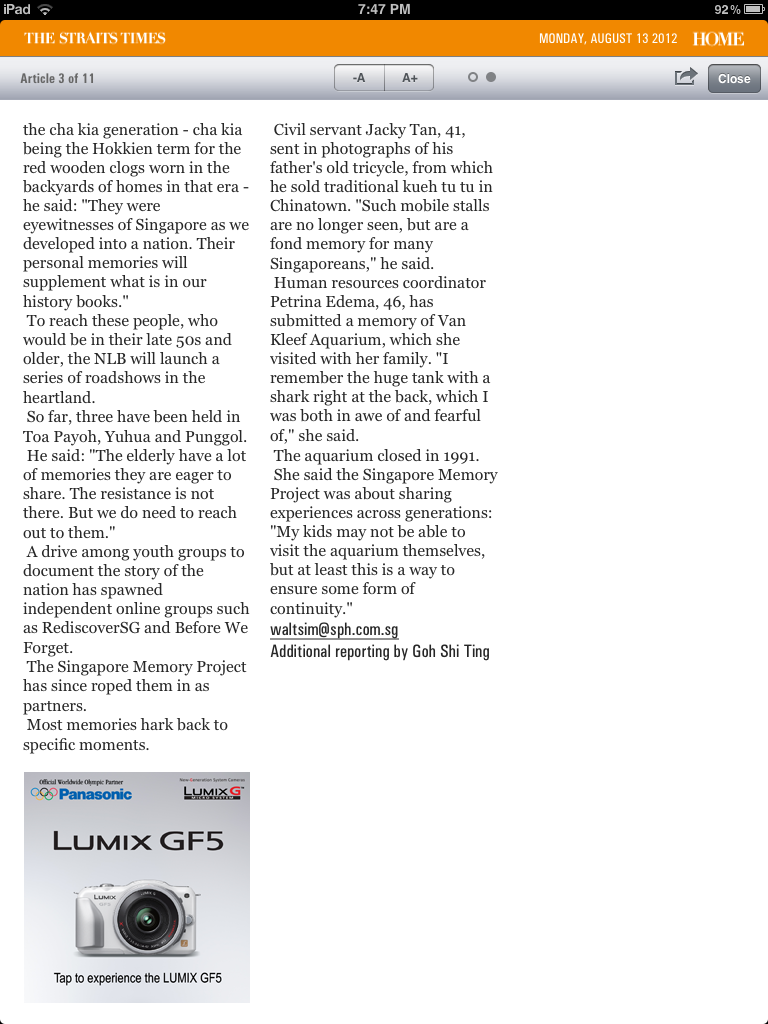 iPad 7:47 PM 92%
THE STRAITS TIMES MONDAY, AUGUST 13 2012 HOME
Article 3 of 11 -A A+ Close
the cha kia generation - cha kia
being the Hokkien term for the
red wooden clogs worn in the
backyards of homes in that era -
he said: "They were
eyewitnesses of Singapore as we
developed into a nation. Their
personal memories will
supplement what is in our
history books."
To reach these people, who
would be in their late 50s and
older, the NLB will launch a
series of roadshows in the
heartland.
So far, three have been held in
Toa Payoh, Yuhua and Punggol.
He said: "The elderly have a lot
of memories they are eager to
share. The resistance is not
there. But we do need to reach
out to them."
A drive among youth groups to
document the story of the
nation has spawned
independent online groups such
as RediscoverSG and Before We
Forget.
The Singapore Memory Project
has since roped them in as
partners.
Most memories hark back to
specific moments.
Civil servant Jacky Tan, 41,
sent in photographs of his
father's old tricycle, from which
he sold traditional kueh tu tu in
Chinatown. "Such mobile stalls
are no longer seen, but are a
fond memory for many
Singaporeans," he said.
Human resources coordinator
Petrina Edema, 46, has
submitted a memory of Van
Kleef Aquarium, which she
visited with her family. "I
remember the huge tank with a
shark right at the back, which I
was both in awe of and fearful
of," she said.
The aquarium closed in 1991.
She said the Singapore Memory
Project was about sharing
experiences across generations:
"My kids may not be able to
visit the aquarium themselves,
but at least this is a way to
ensure some form of
continuity."
waltsim@sph.com.sg
Additional reporting by Goh Shi Ting
Official Worldwide Olympic Partner
Panasonic
New-Generation System Cameras
LUMIX G
MICRO SYSTEM
LUMIX GF5
LUMIX
GF5
Tap to experience the LUMIX GF5